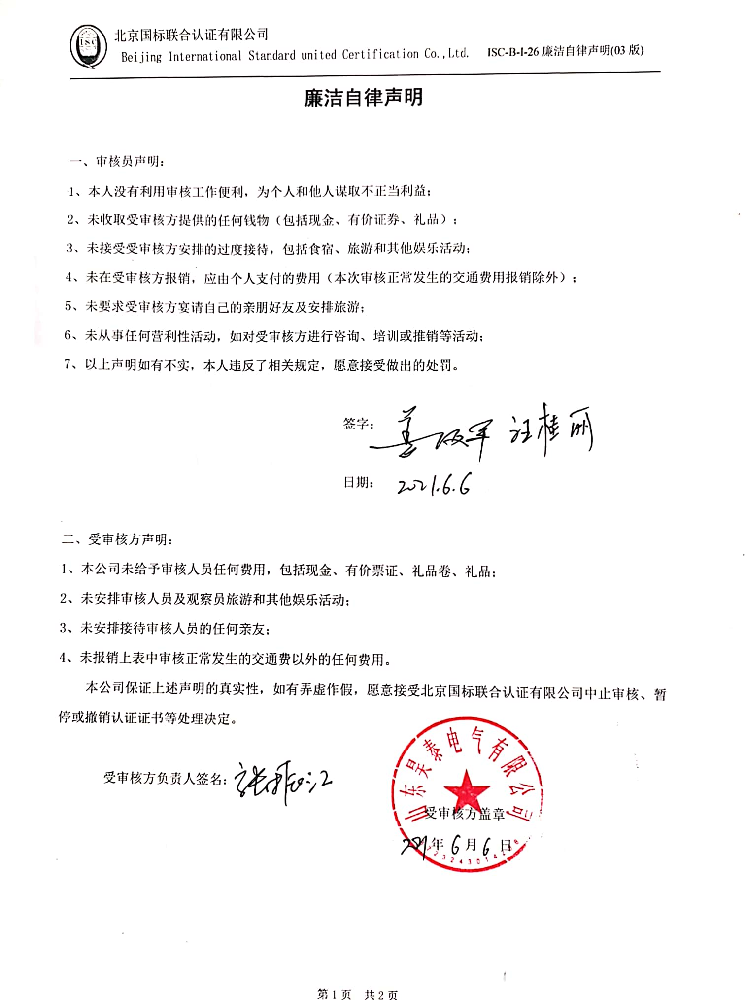 ISC
北京国标联合认证有限公司
Beijing International Standard united Certification Co.,Ltd. ISC-B-I-26 廉洁自律声明(03 版)
廉洁自律声明
一、审核员声明：
1、本人没有利用审核工作便利，为个人和他人谋取不正当利益；
2、未收取受审核方提供的任何钱物（包括现金、有价证券、礼品）；
3、未接受受审核方安排的过度接待，包括食宿、旅游和其他娱乐活动；
4、未在受审核方报销，应由个人支付的费用（本次审核正常发生的交通费用报销除外）；
5、未要求受审核方宴请自己的亲朋好友及安排旅游；
6、未从事任何营利性活动，如对受审核方进行咨询、培训或推销等活动；
7、以上声明如有不实，本人违反了相关规定，愿意接受做出的处罚。
签字： 汪桂丽
日期： 2021.6.6
二、受审核方声明：
1、本公司未给予审核人员任何费用，包括现金、有价票证、礼品卷、礼品；
2、未安排审核人员及观察员旅游和其他娱乐活动；
3、未安排接待审核人员的任何亲友；
4、未报销上表中审核正常发生的交通费以外的任何费用。
本公司保证上述声明的真实性，如有弄虚作假，愿意接受北京国标联合认证有限公司中止审核、暂
停或撤销认证证书等处理决定。
山东昊泰电气有限公司
受审核方负责人签名：
受审核方盖章
2021年6月6日
第 1 页 共 2 页